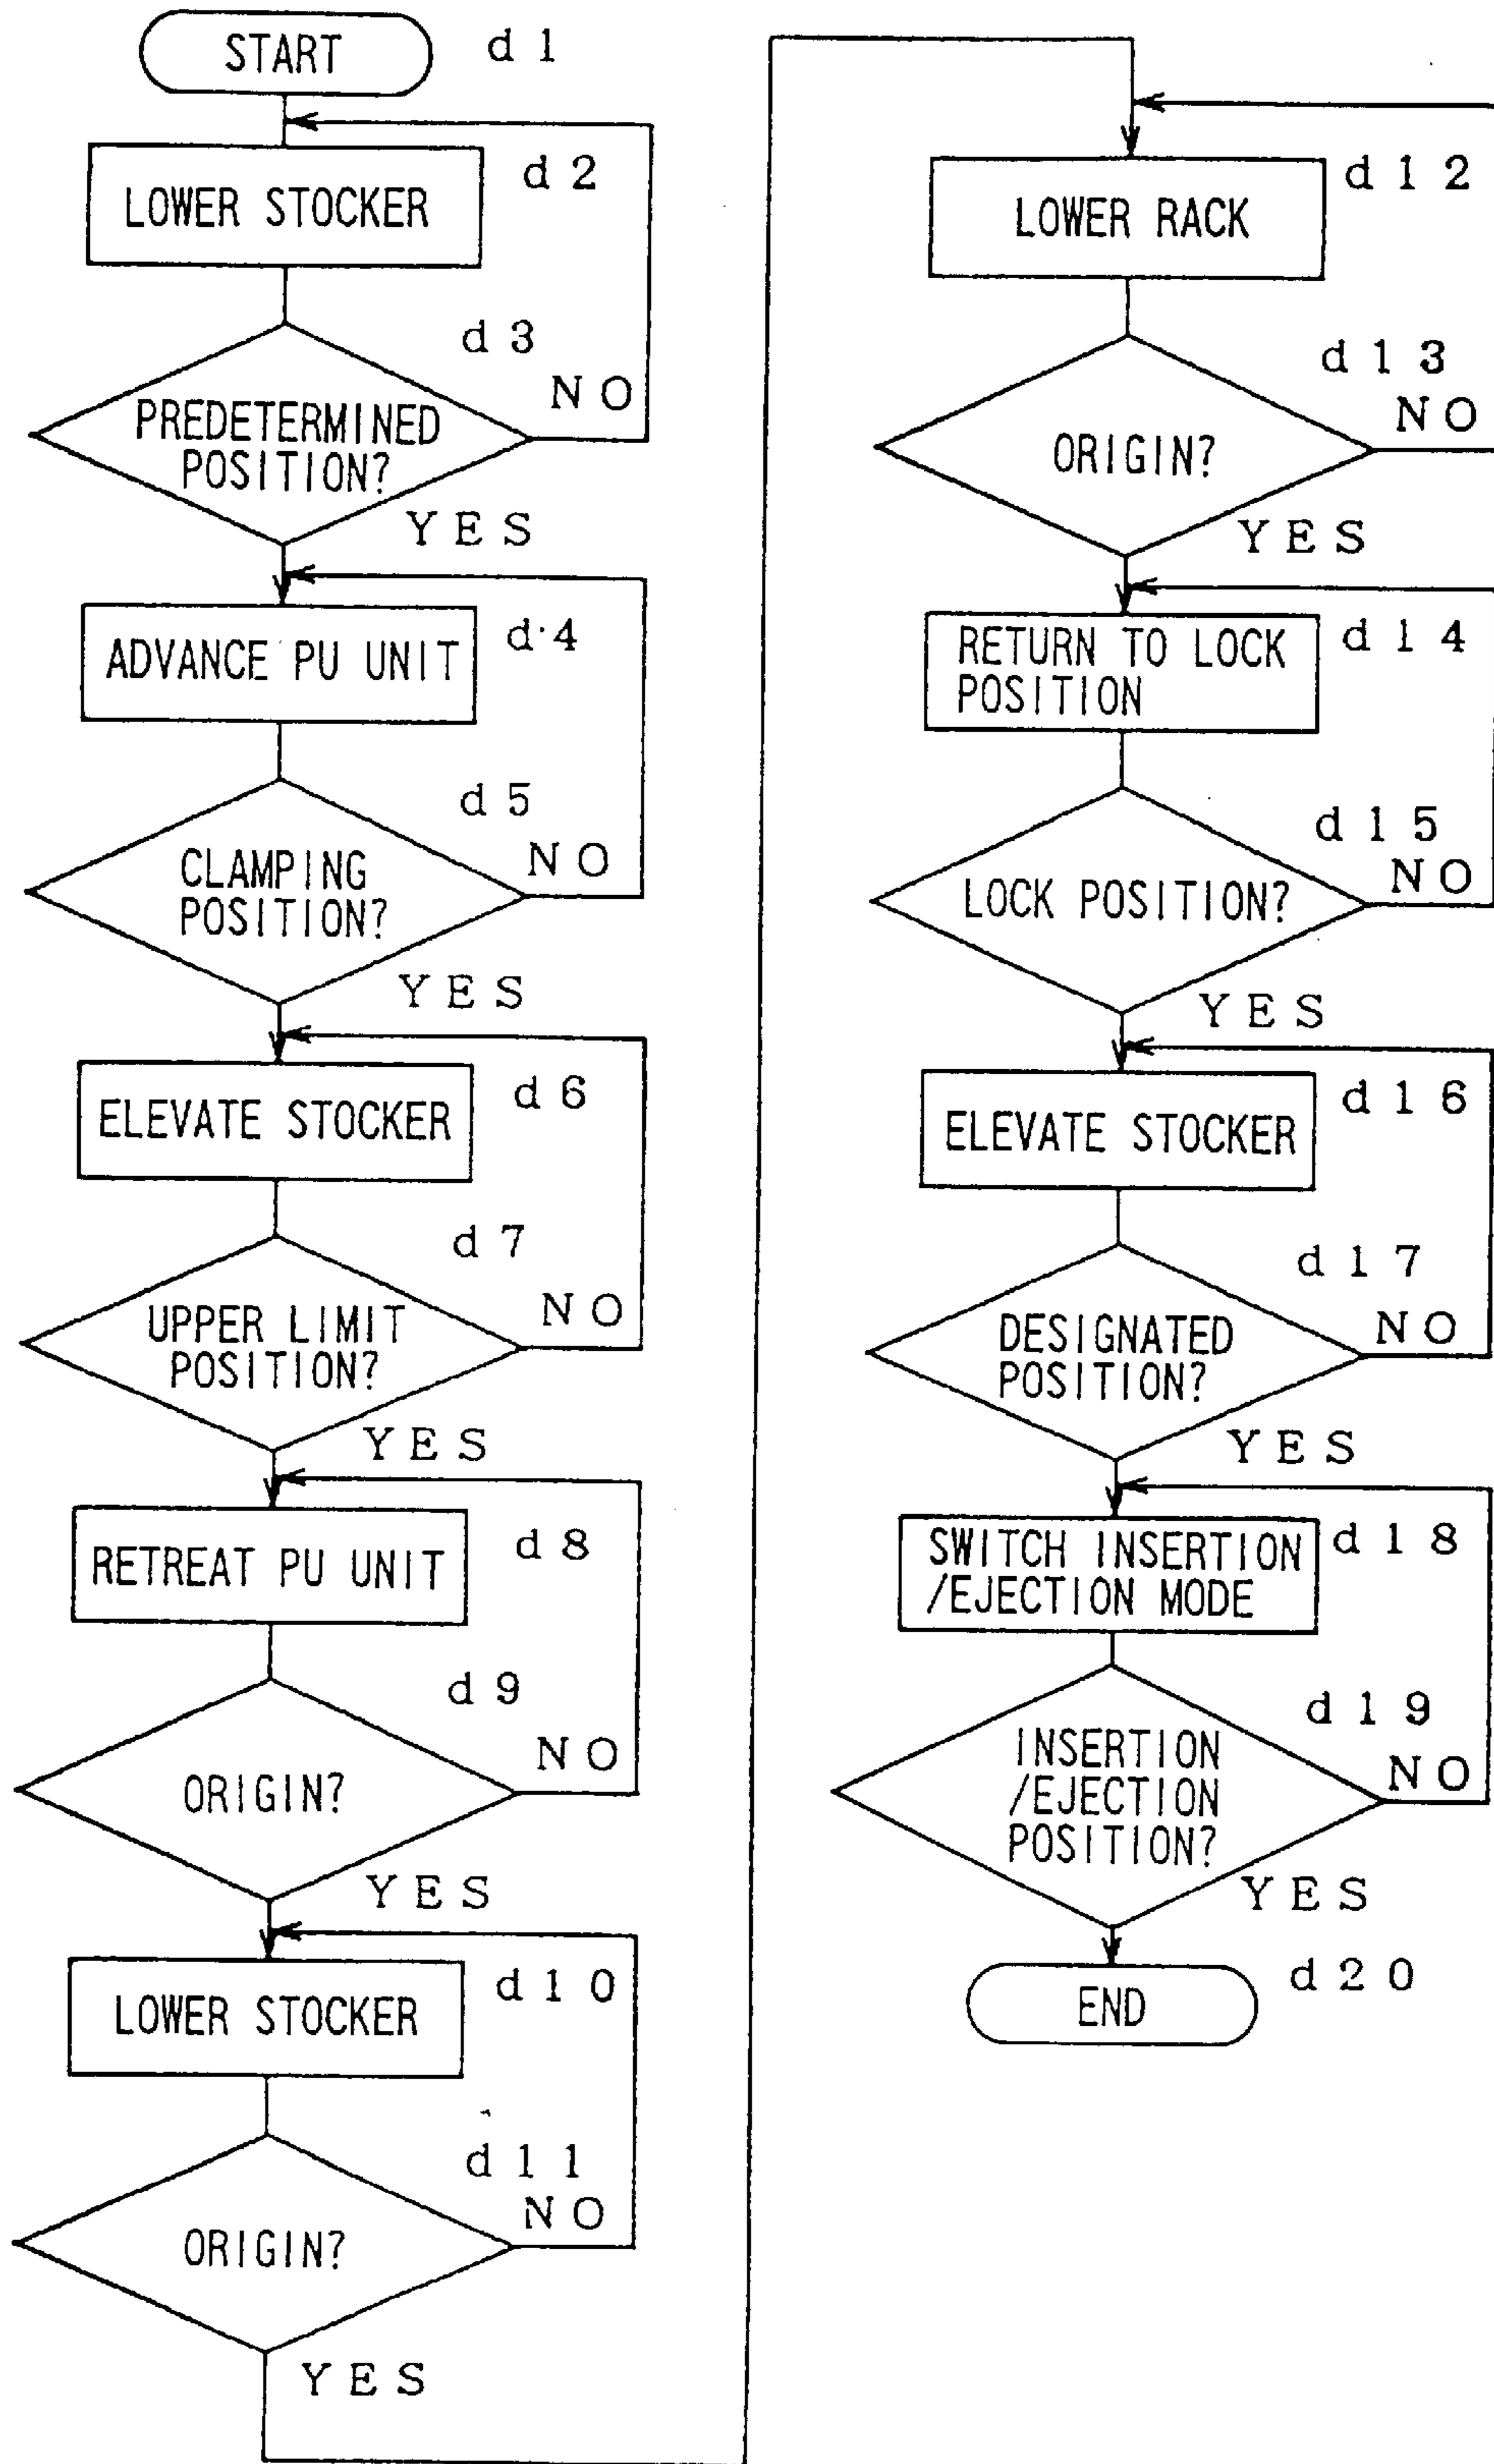 START
d 1
d 2
LOWER STOCKER
d 3
NO
PREDETERMINED
POSITION?
YES
d 4
ADVANCE PU UNIT
d 5
NO
CLAMPING
POSITION?
YES
d 6
ELEVATE STOCKER
d 7
NO
UPPER LIMIT
POSITION?
YES
d 8
RETREAT PU UNIT
d 9
NO
ORIGIN?
YES
d 1 0
LOWER STOCKER
d 1 1
NO
ORIGIN?
YES
d 1 2
LOWER RACK
d 1 3
NO
ORIGIN?
YES
d 1 4
RETURN TO LOCK
POSITION
d 1 5
NO
LOCK POSITION?
YES
d 1 6
ELEVATE STOCKER
d 1 7
NO
DESIGNATED
POSITION?
YES
d 1 8
SWITCH INSERTION
/EJECTION MODE
d 1 9
NO
INSERTION
/EJECTION
POSITION?
YES
d 2 0
END